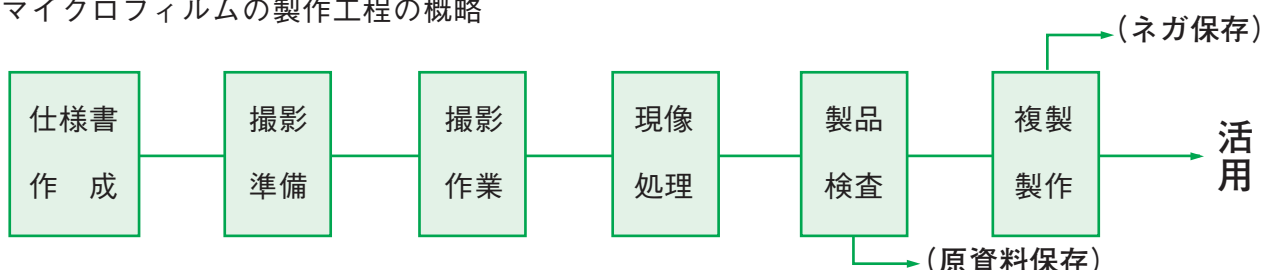 マイクロフィルムの製作工程の概略
(ネガ保存)
仕様書
作 成
撮影
準備
撮影
作業
現像
処理
製品
検査
複製
製作
活用
(原資料保存)